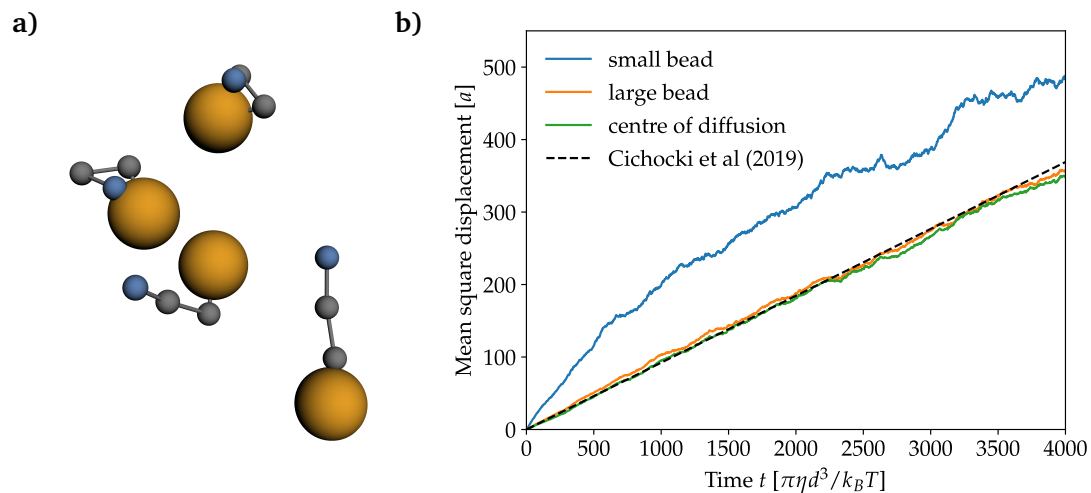 a)
b)
Mean square displacement [a]
500
400
300
200
100
0
small bead
large bead
centre of diffusion
Cichocki et al (2019)
0 500 1000 1500 2000 2500 3000 3500 4000
Time t [πηd³/k_BT]